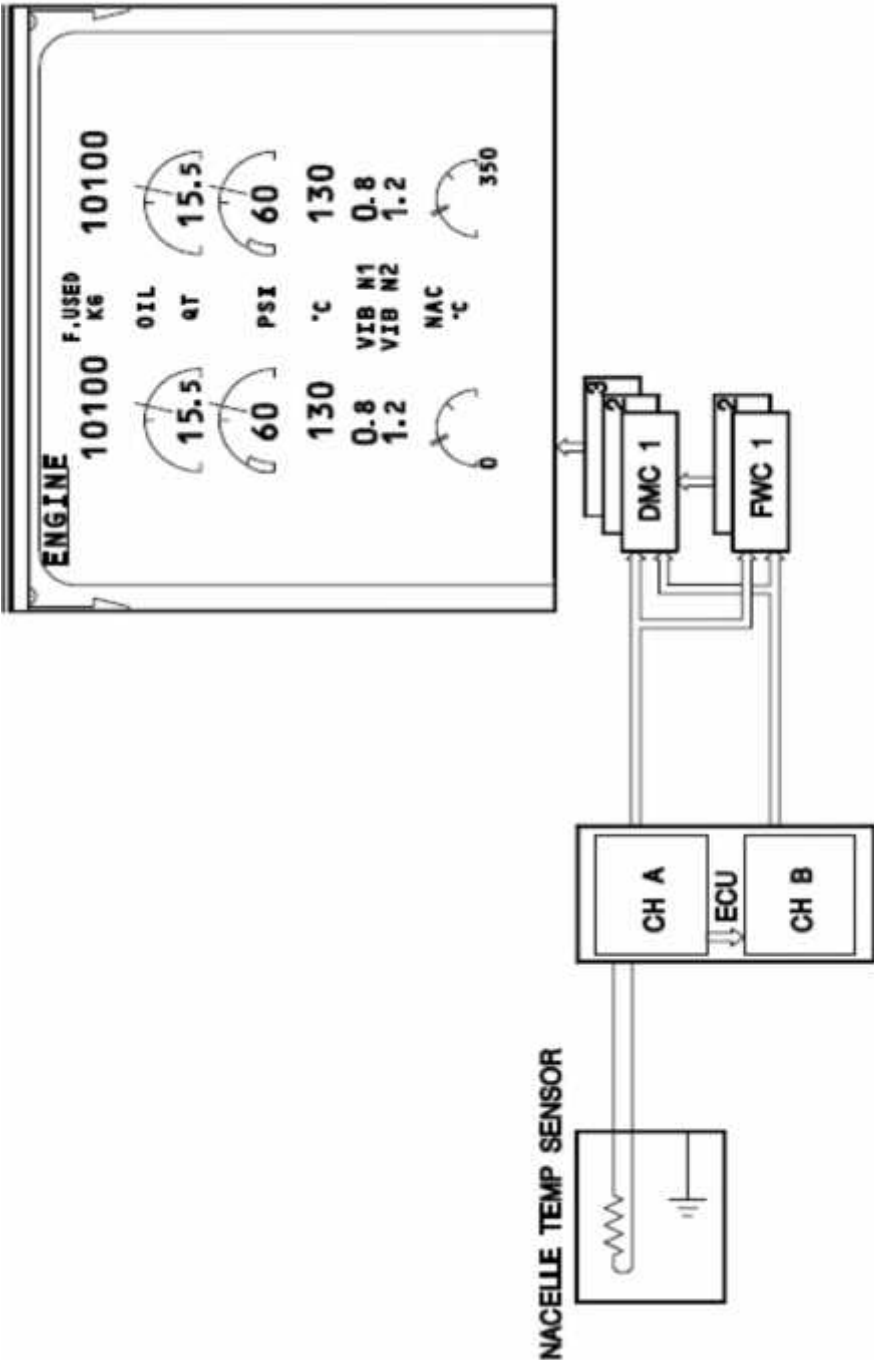 ENGINE
F.USED
10100 KG 10100
OIL
15.5 QT 15.5
60 PSI 60
130 °C 130
0.8 VIB N1 0.8
1.2 VIB N2 1.2
NAC
°C
0 350
3
2
DMC 1
2
FWC 1
CH A
ECU
CH B
NACELLE TEMP SENSOR